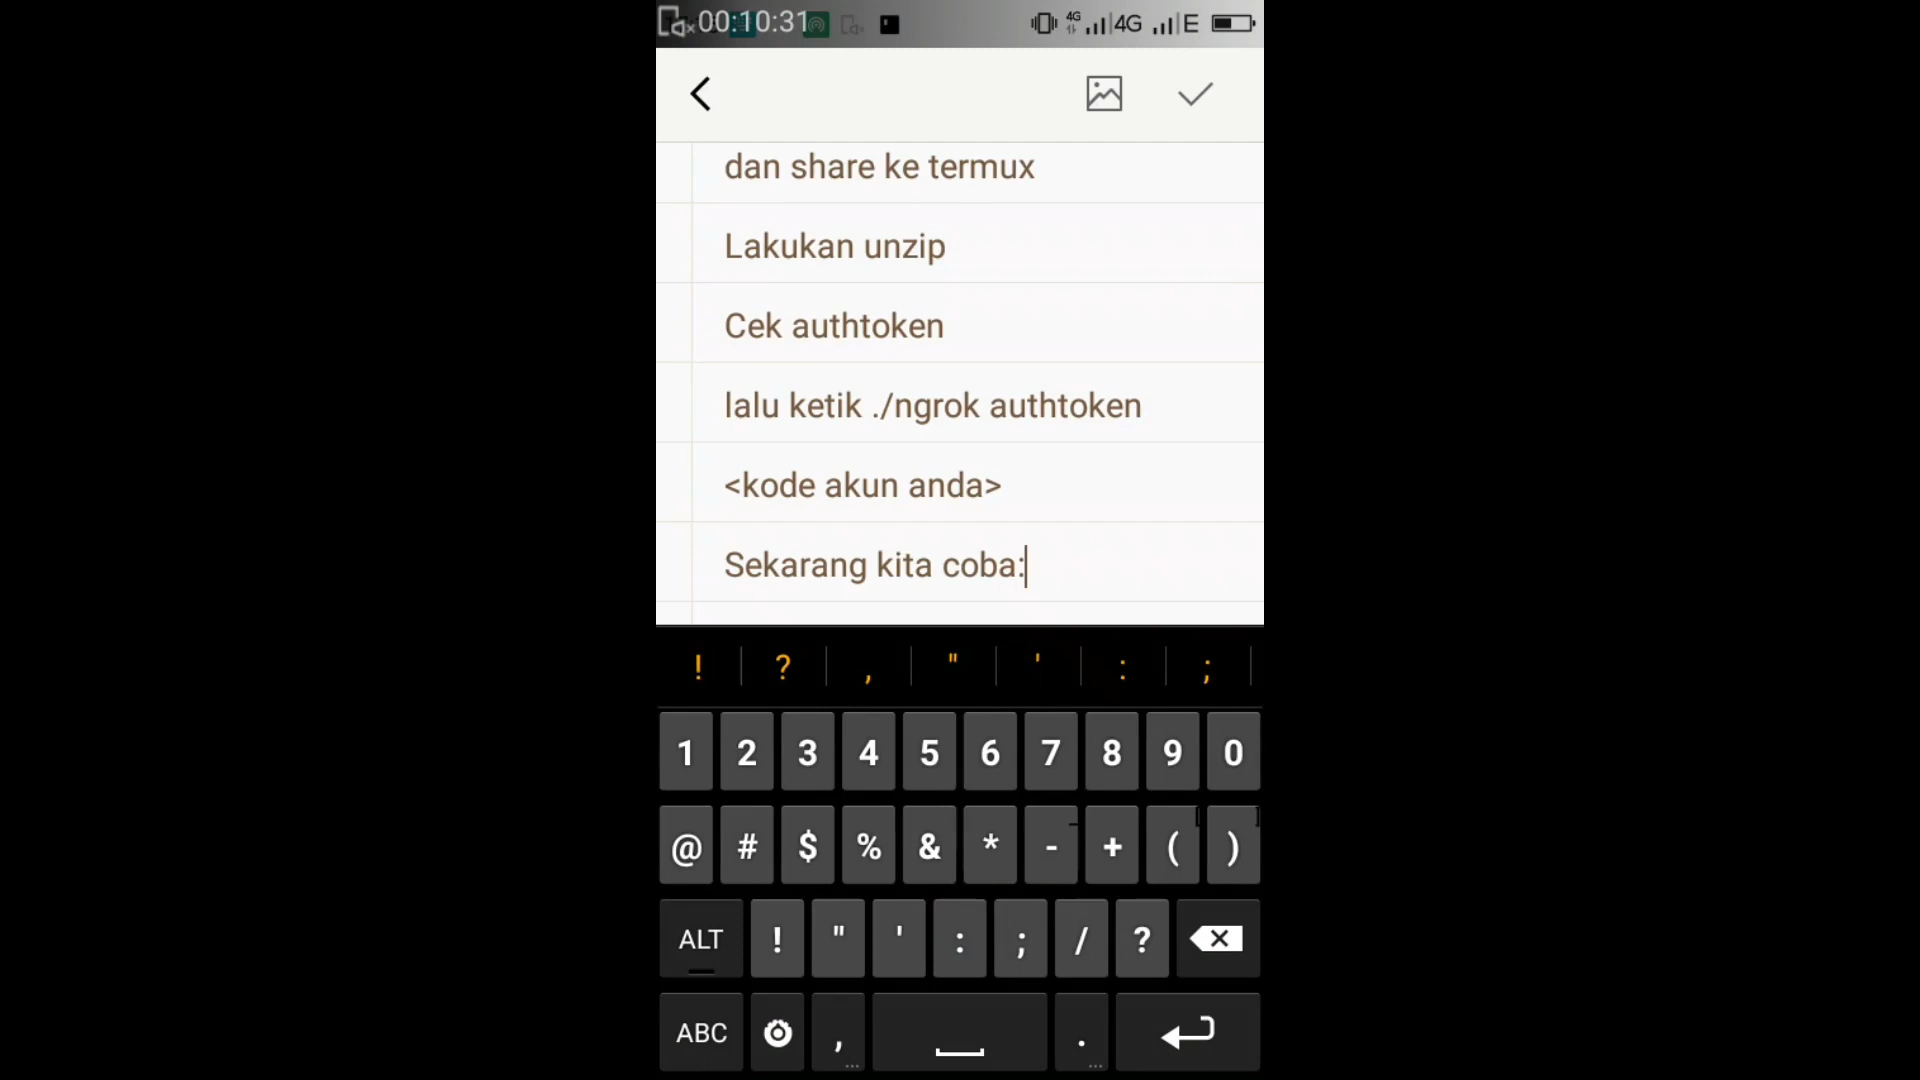 00:10:31 4G 4G E
dan share ke termux
Lakukan unzip
Cek authtoken
lalu ketik ./ngrok authtoken
<kode akun anda>
Sekarang kita coba:
! ? , " ' : ;
1 2 3 4 5 6 7 8 9 0
@ # $ % & * - + ( )
ALT ! " ' : ; / ?
ABC , .